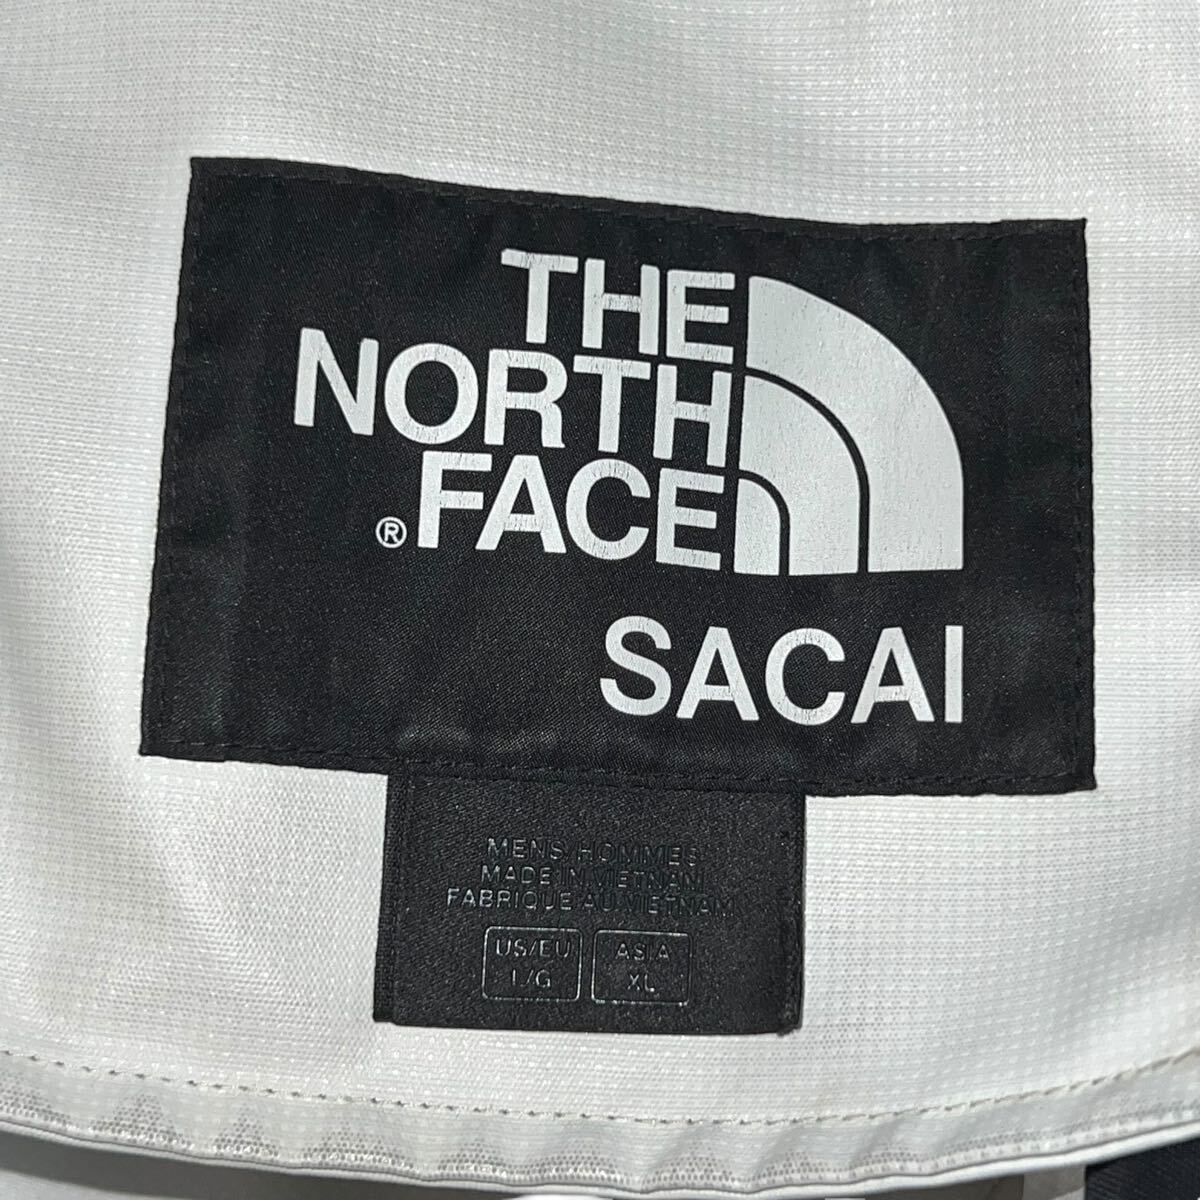 THE
NORTH
FACE®
SACAI
MENS/HOMMES
MADE IN VIETNAM
FABRIQUE AU VIETNAM
US/EU
L/G
ASIA
XL